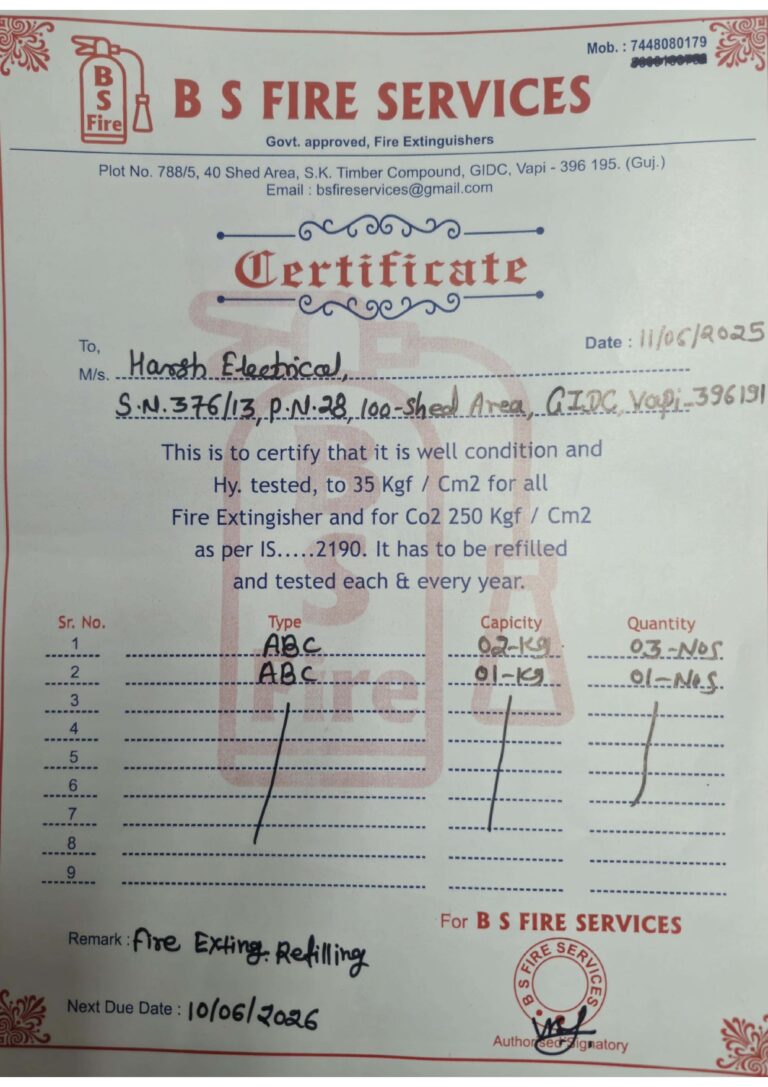 Mob. : 7448080179
B
S
Fire
B S FIRE SERVICES
Govt. approved, Fire Extinguishers
Plot No. 788/5, 40 Shed Area, S.K. Timber Compound, GIDC, Vapi - 396 195. (Guj.)
Email : bsfireservices@gmail.com
Certificate
To,
Date : 11/06/2025
M/s. Harsh Electrical,
S.N.376/13, P.N.28, 100-shed Area, GIDC, Vapi-396191
This is to certify that it is well condition and
Hy. tested, to 35 Kgf / Cm2 for all
Fire Extingisher and for Co2 250 Kgf / Cm2
as per IS.....2190. It has to be refilled
and tested each & every year.
B
S
Fire
Sr. No. Type Capicity Quantity
1 ABC 02-Kg 03-Nos.
2 ABC 01-Kg 01-Nos.
3
4
5
6
7
8
9
For B S FIRE SERVICES
Remark : Fire Exting. Refilling
B S FIRE SERVICES
Next Due Date : 10/06/2026
Authorised Signatory